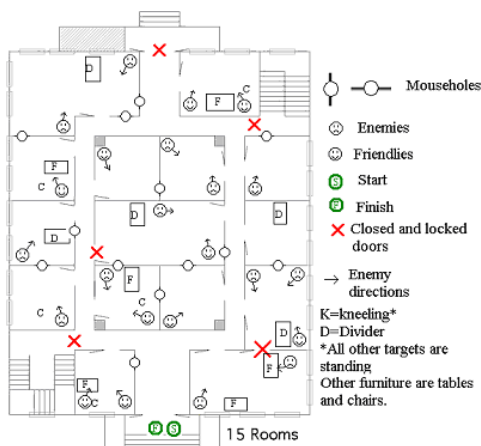 D
C
F
Mouseholes
Enemies
Friendlies
S
Start
F
Finish
Closed and locked
doors
Enemy
directions
K=kneeling*
D=Divider
*All other targets are
standing
Other furniture are tables
and chairs.
F
C
D
D
D
F
C
C
D
F
F
C
F
F
S
15 Rooms